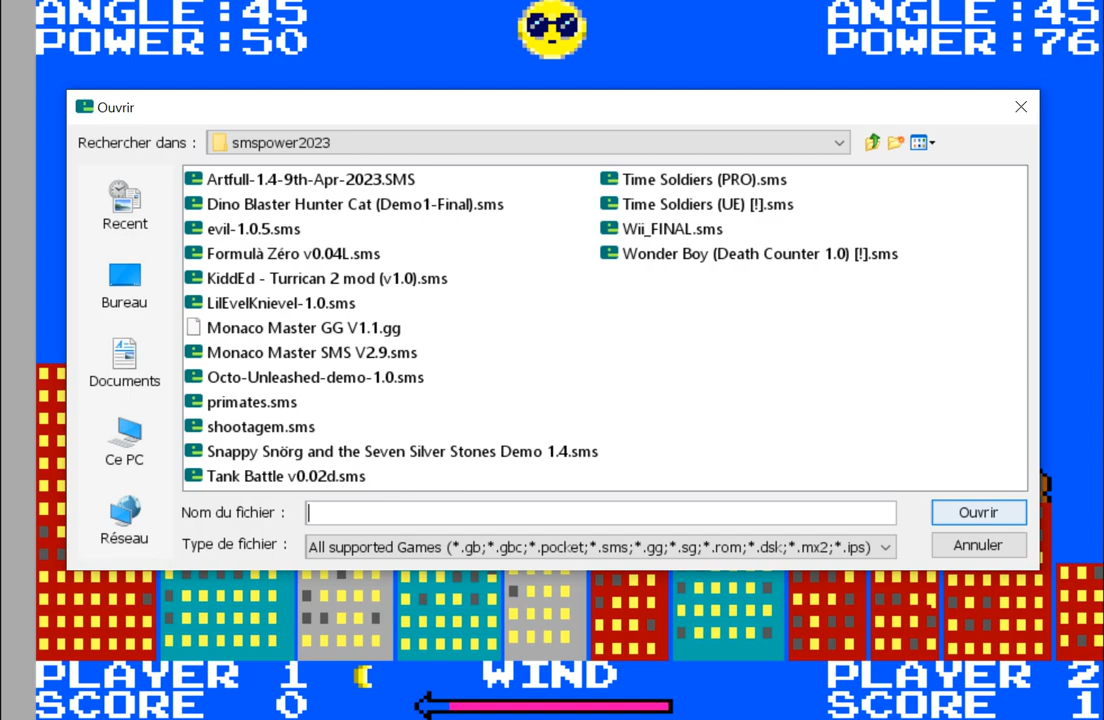 ANGLE:45
POWER:50
ANGLE:45
POWER:76
Ouvrir
Rechercher dans :
smspower2023
Recent
Bureau
Documents
Ce PC
Réseau
Artfull-1.4-9th-Apr-2023.SMS
Dino Blaster Hunter Cat (Demo1-Final).sms
evil-1.0.5.sms
Formulà Zéro v0.04L.sms
KiddEd - Turrican 2 mod (v1.0).sms
LilEvelKnievel-1.0.sms
Monaco Master GG V1.1.gg
Monaco Master SMS V2.9.sms
Octo-Unleashed-demo-1.0.sms
primates.sms
shootagem.sms
Snappy Snörg and the Seven Silver Stones Demo 1.4.sms
Tank Battle v0.02d.sms
Time Soldiers (PRO).sms
Time Soldiers (UE) [!].sms
Wii_FINAL.sms
Wonder Boy (Death Counter 1.0) [!].sms
Nom du fichier :
Ouvrir
Type de fichier :
All supported Games (*.gb;*.gbc;*.pocket;*.sms;*.gg;*.sg;*.rom;*.dsk;*.mx2;*.ips)
Annuler
PLAYER 1
SCORE 0
WIND
PLAYER 2
SCORE 1